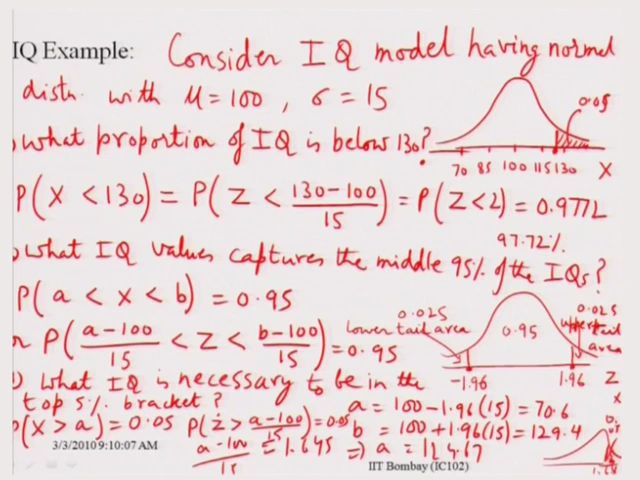 IQ Example: Consider IQ model having normal
distn. with μ = 100 , σ = 15
0.05
) what proportion of IQ is below 130?
70 85 100 115 130 X
P(X < 130) = P(Z < (130-100)/15) = P(Z<2) = 0.9772
97.72%
) what IQ values captures the middle 95% of the IQs?
P(a < x < b) = 0.95
0.025 lower tail area 0.95 0.025 upper tail area
r P((a-100)/15 < Z < (b-100)/15) = 0.95
-1.96 1.96 Z
) what IQ is necessary to be in the
top 5% bracket?
a = 100-1.96(15) = 70.6
x
P(X > a) = 0.05 P(Z > (a-100)/15) = 0.05
b = 100+1.96(15) = 129.4
(a-100)/15 = 1.645 ⇒ a = 124.67
3/3/2010 9:10:07 AM
IIT Bombay (IC102)